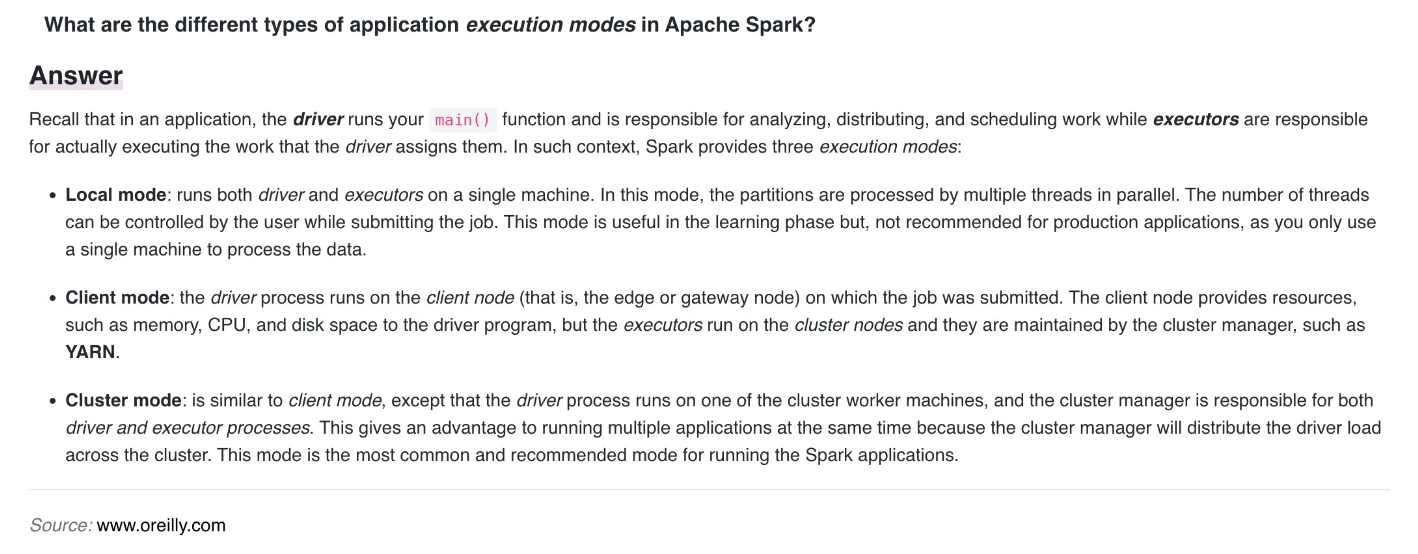 What are the different types of application execution modes in Apache Spark?
Answer
Recall that in an application, the driver runs your main() function and is responsible for analyzing, distributing, and scheduling work while executors are responsible
for actually executing the work that the driver assigns them. In such context, Spark provides three execution modes:
• Local mode: runs both driver and executors on a single machine. In this mode, the partitions are processed by multiple threads in parallel. The number of threads
can be controlled by the user while submitting the job. This mode is useful in the learning phase but, not recommended for production applications, as you only use
a single machine to process the data.
• Client mode: the driver process runs on the client node (that is, the edge or gateway node) on which the job was submitted. The client node provides resources,
such as memory, CPU, and disk space to the driver program, but the executors run on the cluster nodes and they are maintained by the cluster manager, such as
YARN.
• Cluster mode: is similar to client mode, except that the driver process runs on one of the cluster worker machines, and the cluster manager is responsible for both
driver and executor processes. This gives an advantage to running multiple applications at the same time because the cluster manager will distribute the driver load
across the cluster. This mode is the most common and recommended mode for running the Spark applications.
Source: www.oreilly.com